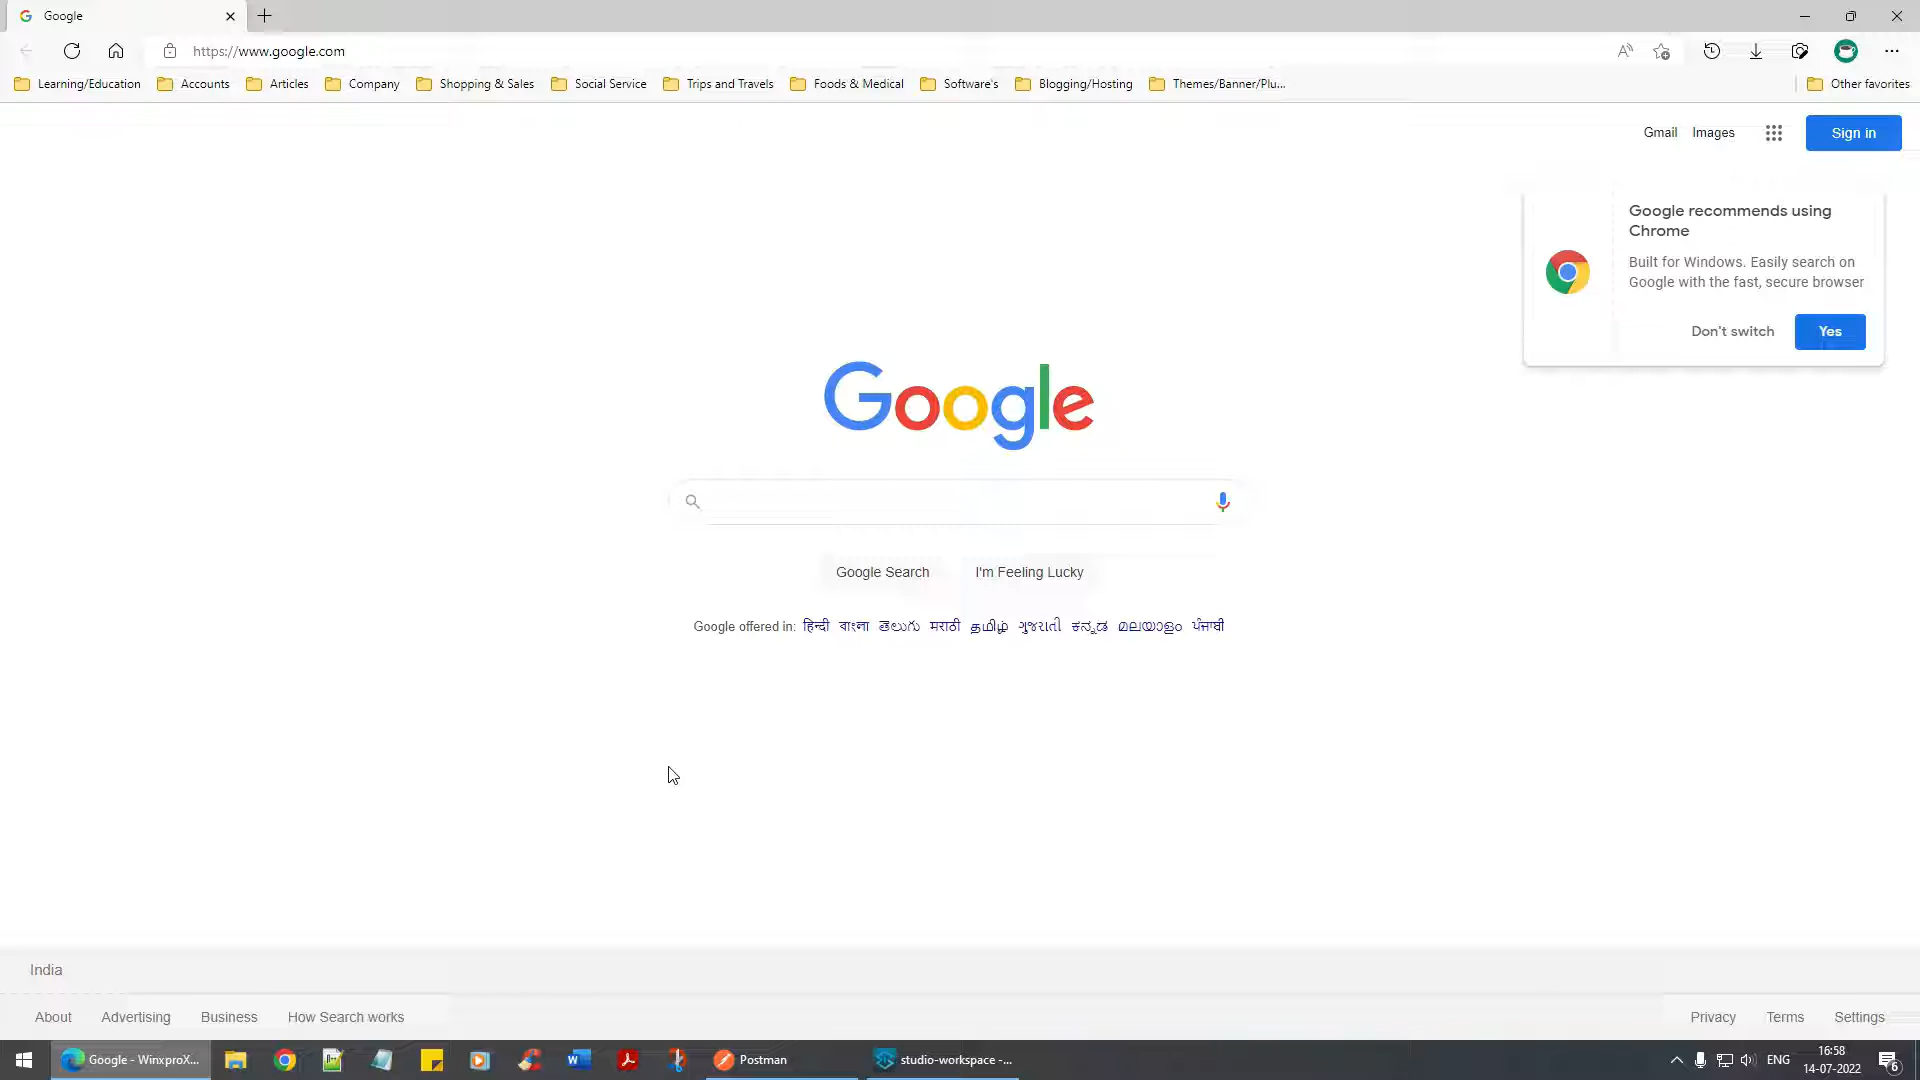 Google
https://www.google.com
Learning/Education Accounts Articles Company Shopping & Sales Social Service Trips and Travels Foods & Medical Software's Blogging/Hosting Themes/Banner/Plu... Other favorites
Gmail Images Sign in
Google recommends using
Chrome
Built for Windows. Easily search on
Google with the fast, secure browser
Don't switch Yes
Google
Google Search I'm Feeling Lucky
Google offered in: हिन्दी বাংলা తెలుగు मराठी தமிழ் ગુજરાતી ಕನ್ನಡ മലയാളം ਪੰਜਾਬੀ
India
About Advertising Business How Search works Privacy Terms Settings
Google - WinxproX... Postman studio-workspace -... ENG 16:58
14-07-2022 6